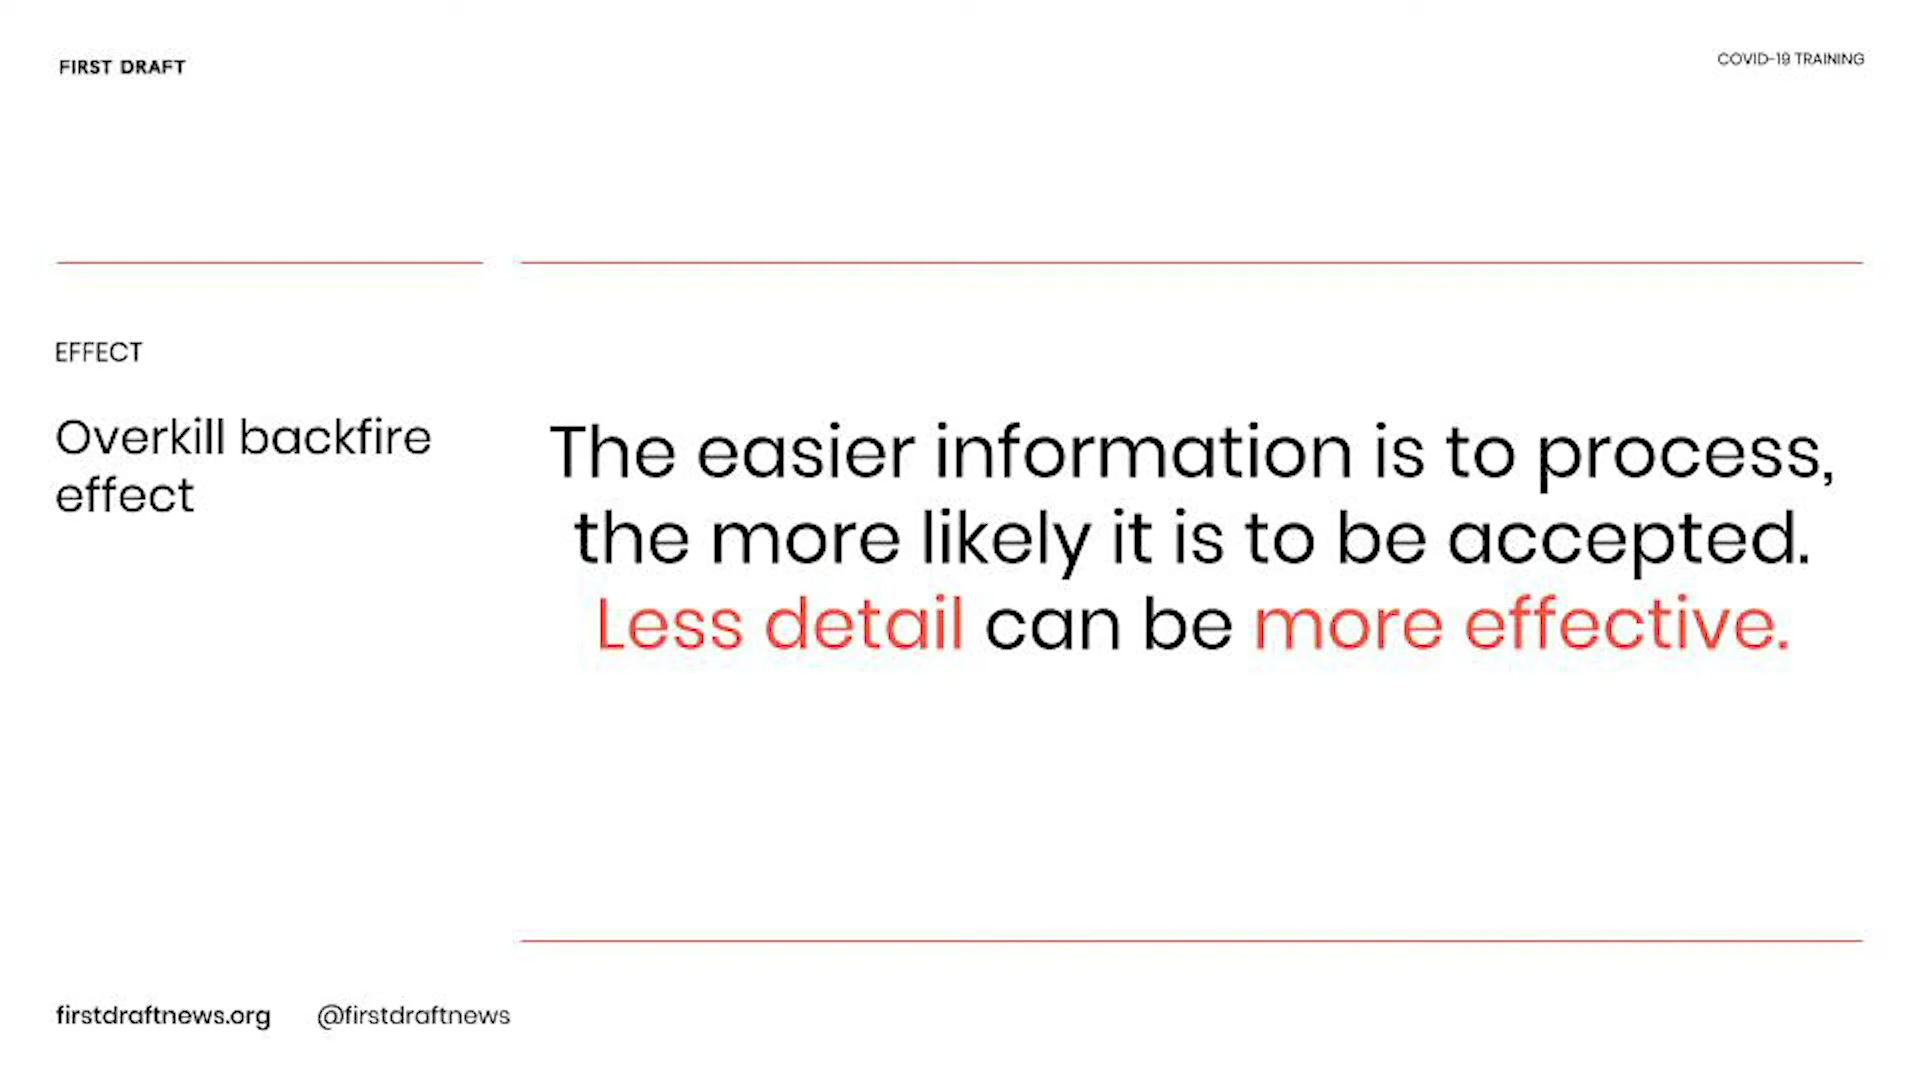 FIRST DRAFT
COVID-19 TRAINING
EFFECT
Overkill backfire
effect
The easier information is to process,
the more likely it is to be accepted.
Less detail can be more effective.
firstdraftnews.org
@firstdraftnews